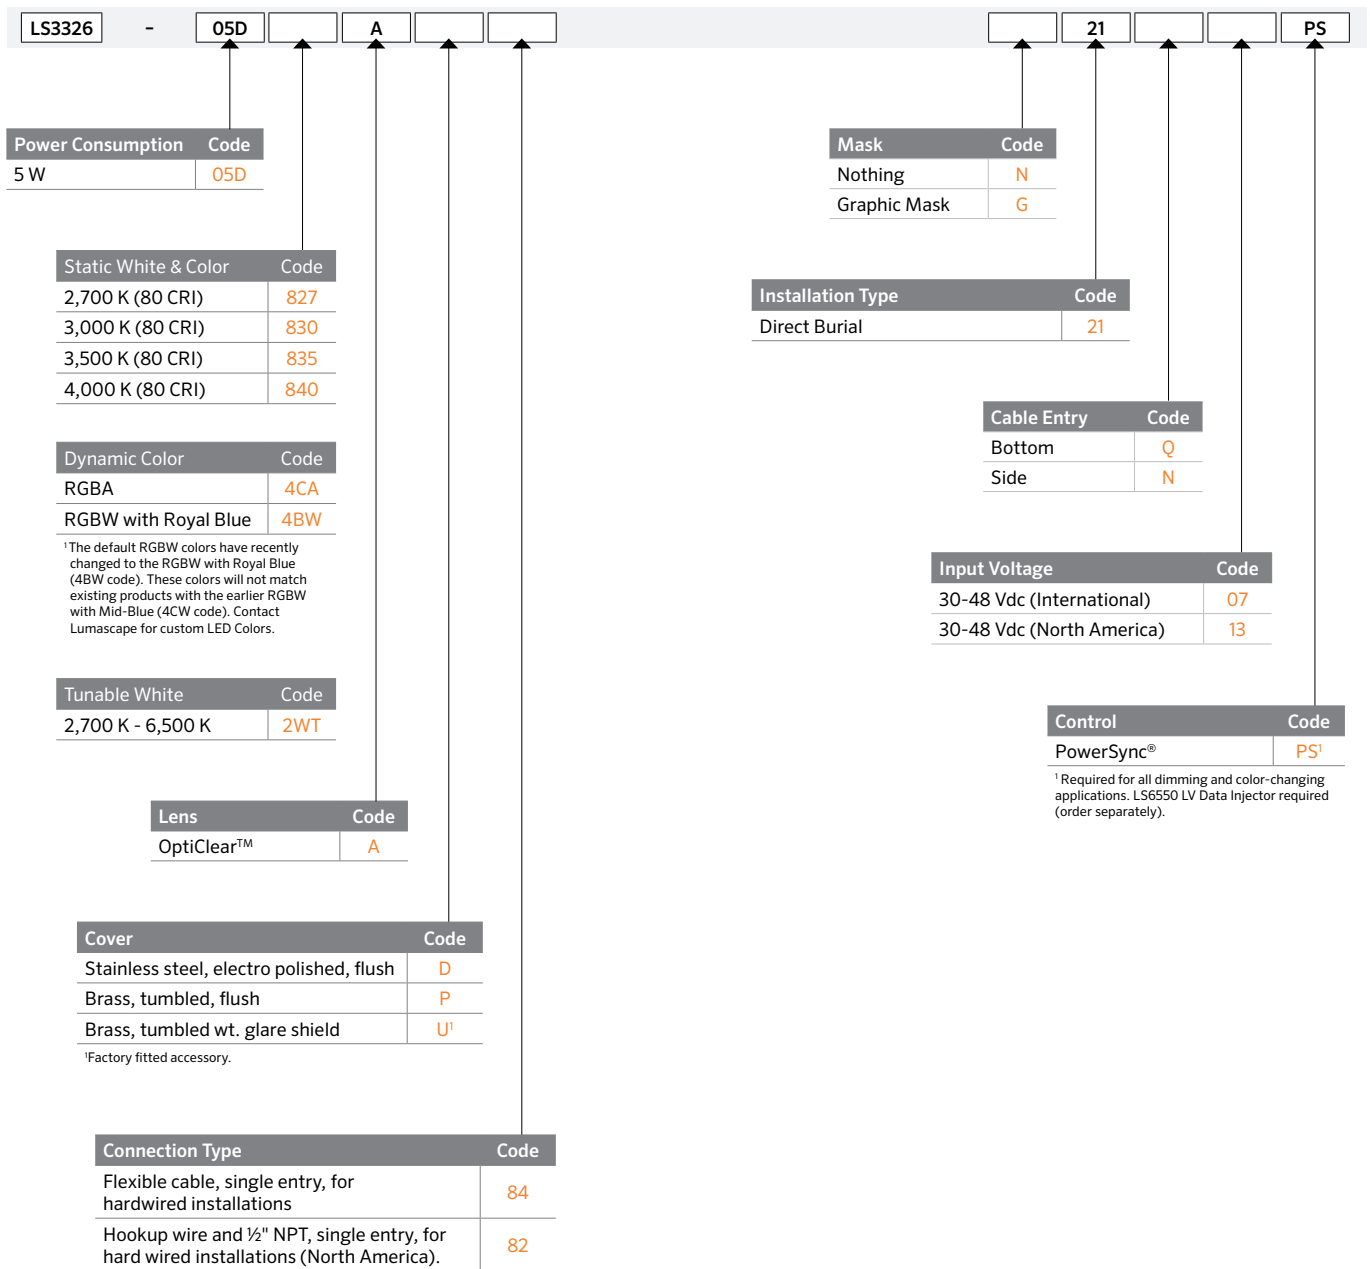 LS3326 - 05D A 21 PS
Power Consumption Code
5 W 05D
Static White & Color Code
2,700 K (80 CRI) 827
3,000 K (80 CRI) 830
3,500 K (80 CRI) 835
4,000 K (80 CRI) 840
Dynamic Color Code
RGBA 4CA
RGBW with Royal Blue 4BW
¹ The default RGBW colors have recently
changed to the RGBW with Royal Blue
(4BW code). These colors will not match
existing products with the earlier RGBW
with Mid-Blue (4CW code). Contact
Lumascape for custom LED Colors.
Tunable White Code
2,700 K - 6,500 K 2WT
Lens Code
OptiClear™ A
Cover Code
Stainless steel, electro polished, flush D
Brass, tumbled, flush P
Brass, tumbled wt. glare shield U¹
¹Factory fitted accessory.
Connection Type Code
Flexible cable, single entry, for
hardwired installations 84
Hookup wire and ½" NPT, single entry, for
hard wired installations (North America). 82
Mask Code
Nothing N
Graphic Mask G
Installation Type Code
Direct Burial 21
Cable Entry Code
Bottom Q
Side N
Input Voltage Code
30-48 Vdc (International) 07
30-48 Vdc (North America) 13
Control Code
PowerSync® PS¹
¹ Required for all dimming and color-changing
applications. LS6550 LV Data Injector required
(order separately).